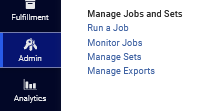 Fulfillment
Admin
Analytics
Manage Jobs and Sets
Run a Job
Monitor Jobs
Manage Sets
Manage Exports